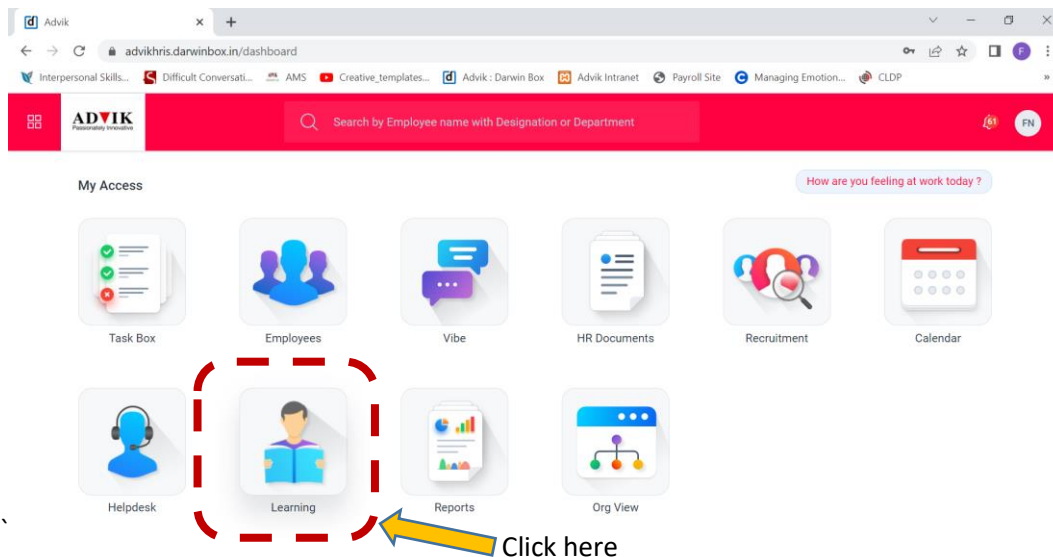 Advik
advikhris.darwinbox.in/dashboard
F
Interpersonal Skills... Difficult Conversati... AMS Creative_templates... Advik : Darwin Box Advik Intranet Payroll Site Managing Emotion... CLDP »
ADVIK
Passionately Innovative
Search by Employee name with Designation or Department
61
FN
My Access
How are you feeling at work today ?
Task Box
Employees
Vibe
HR Documents
Recruitment
Calendar
Helpdesk
Learning
Reports
Org View
`
Click here